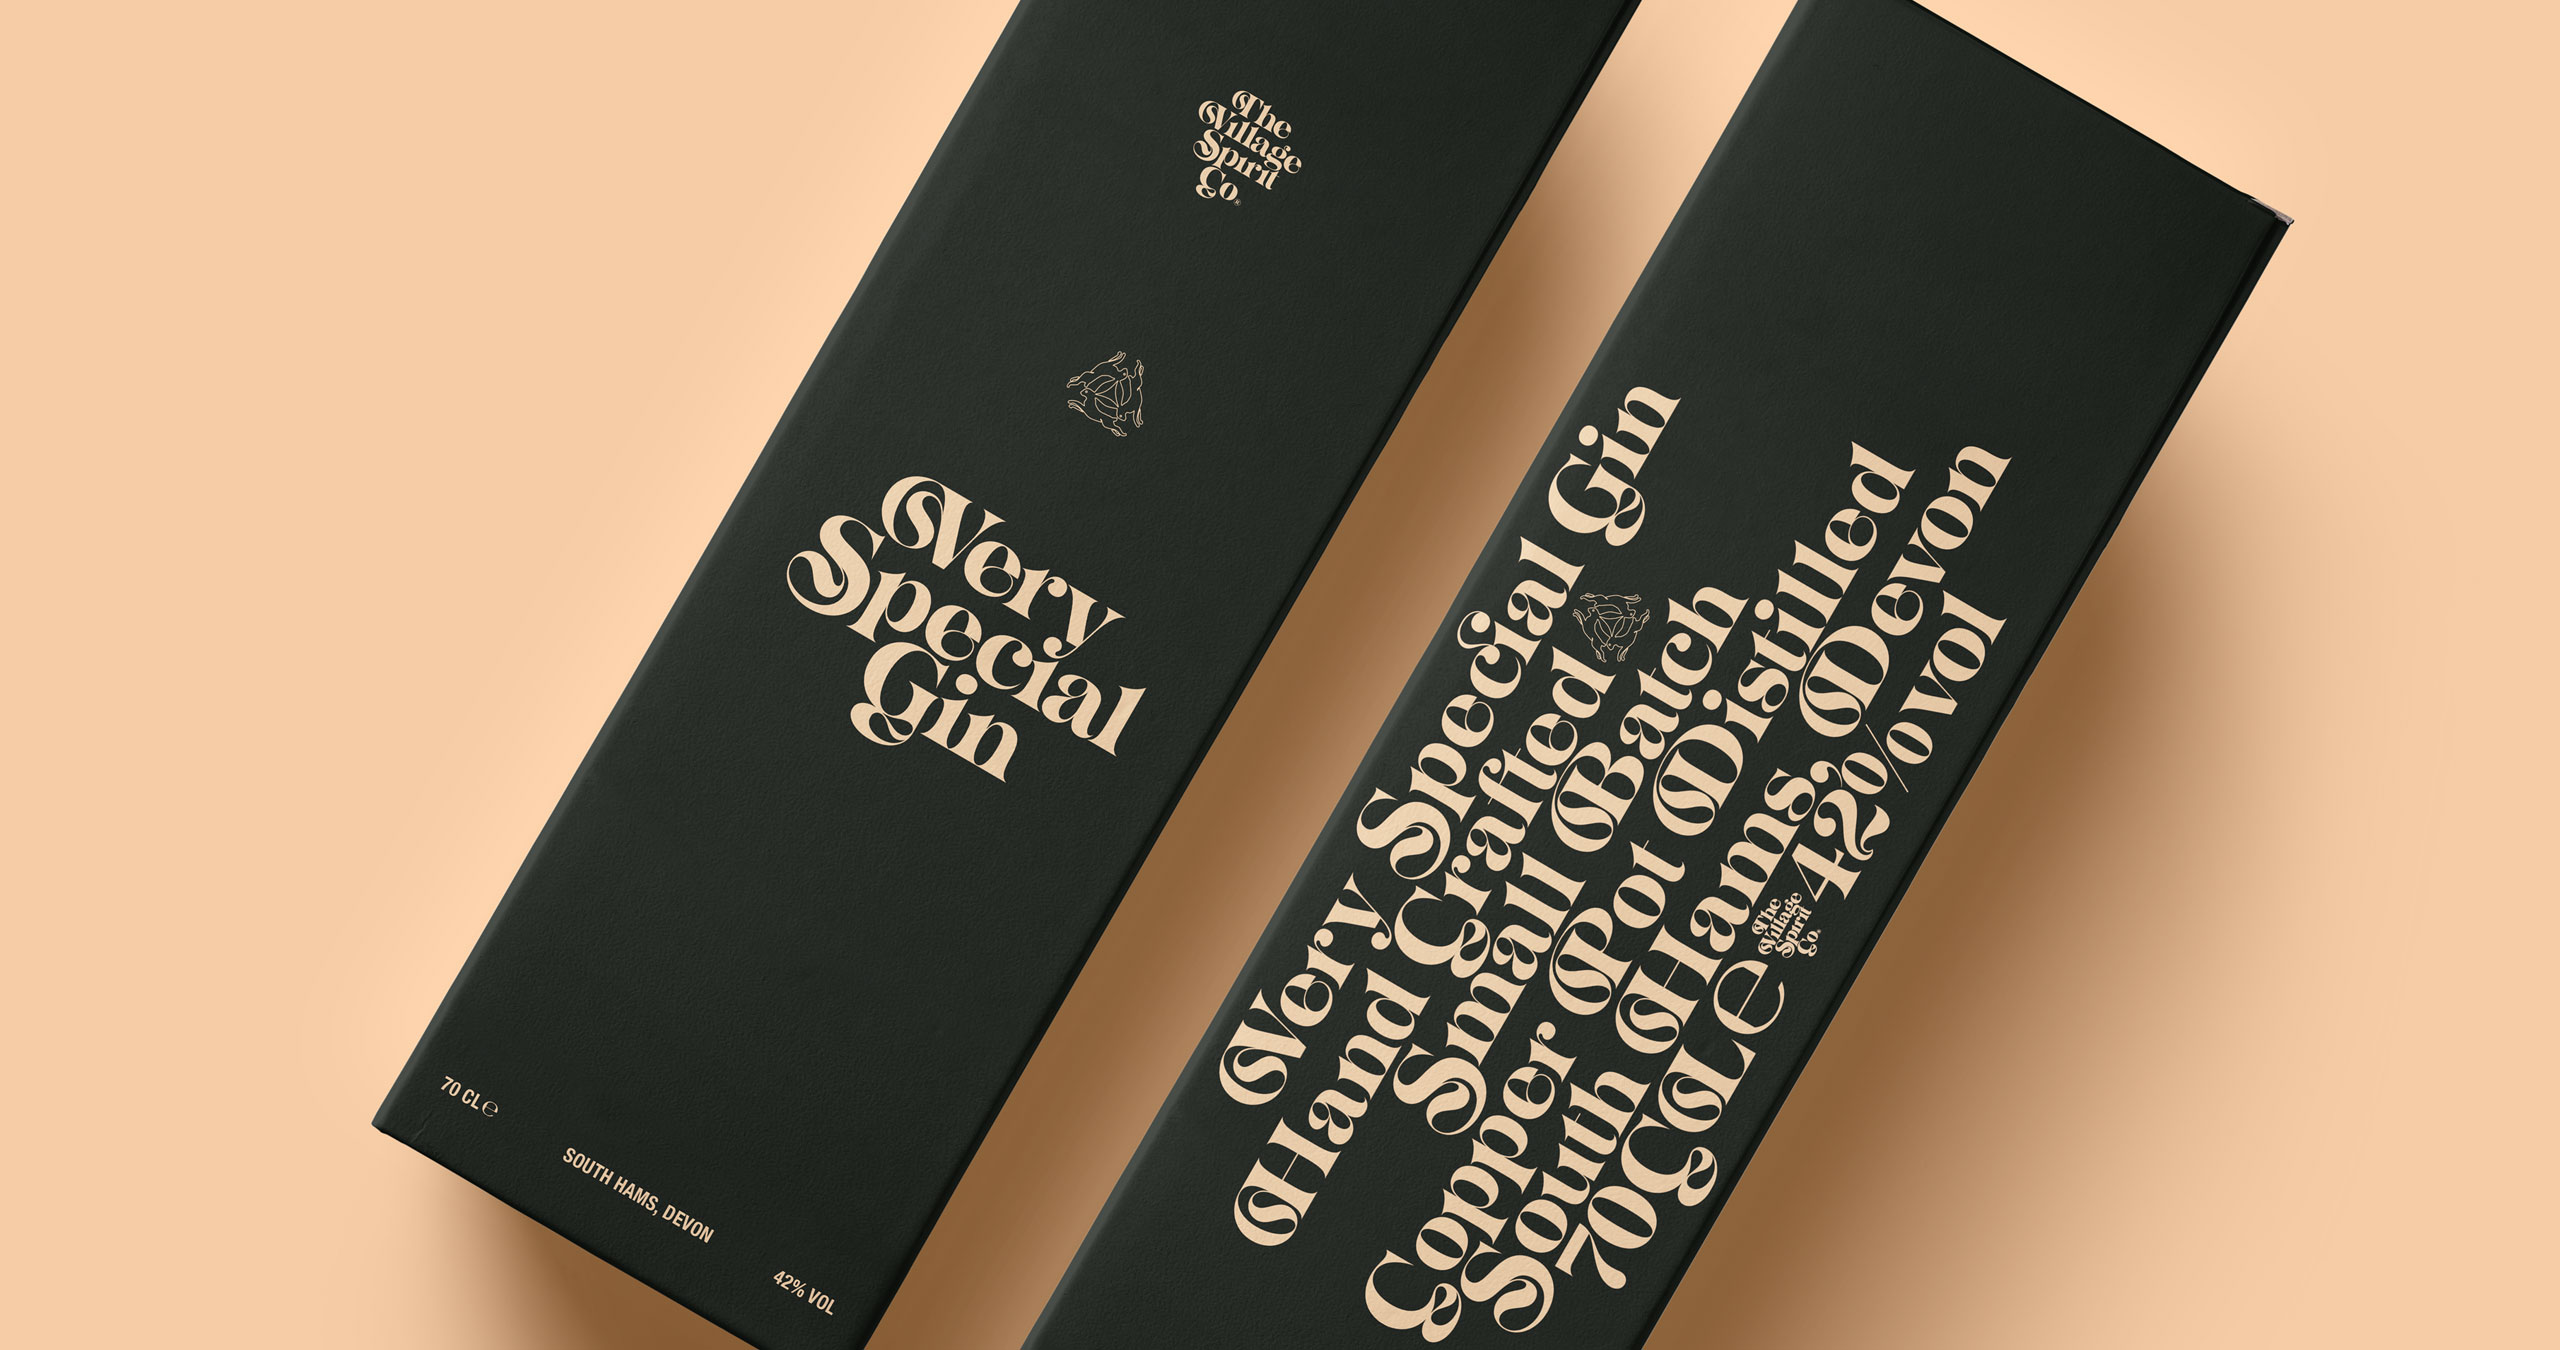 The
Village
Spirit
Co.®
Very
Special
Gin
70 CL ℮
SOUTH HAMS, DEVON
42% VOL
Very Special Gin
Hand Crafted
Small Batch
Copper Pot Distilled
South Hams Devon
70CL℮
The
Village
Spirit
Co.®
42%vol